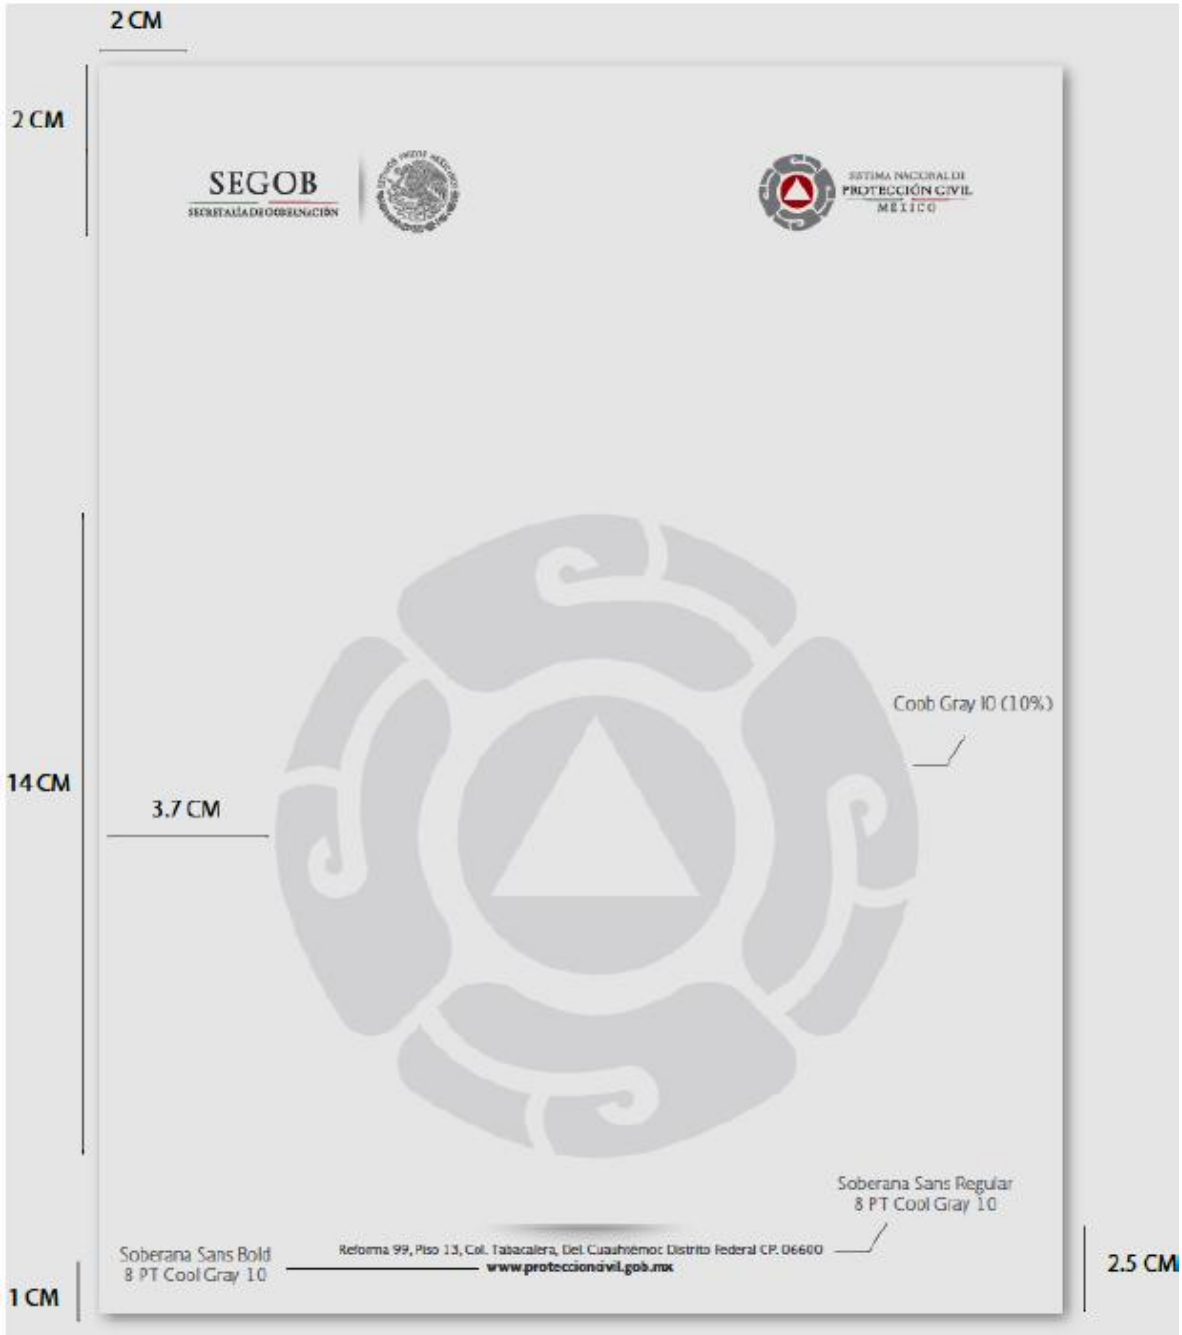 2 CM
2 CM
SEGOB
SECRETARÍA DE GOBERNACIÓN
ESTADOS UNIDOS MEXICANOS
SISTEMA NACIONAL DE
PROTECCIÓN CIVIL
MÉXICO
Coob Gray I0 (10%)
14 CM
3.7 CM
Soberana Sans Regular
8 PT Cool Gray 10
Reforma 99, Piso 13, Col. Tabacalera, Del. Cuauhtémoc Distrito Federal CP. 06600
www.proteccioncivil.gob.mx
Soberana Sans Bold
8 PT Cool Gray 10
2.5 CM
1 CM